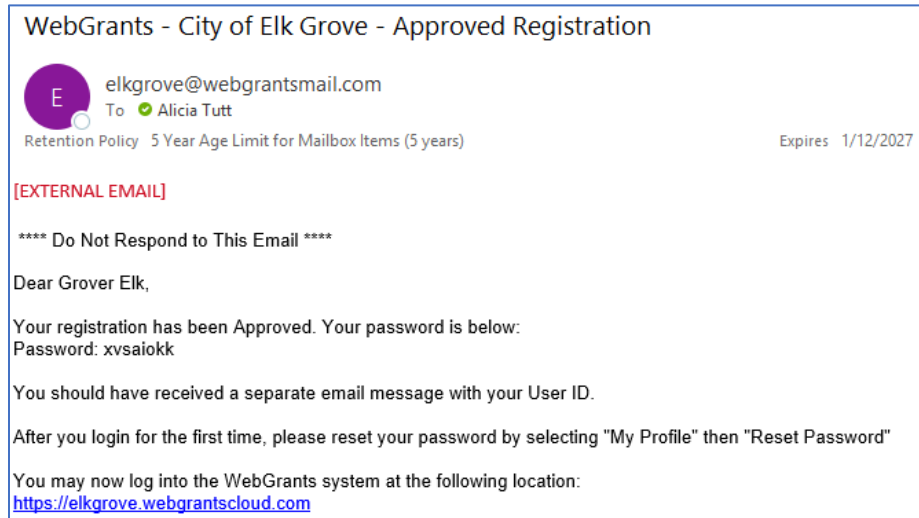 WebGrants - City of Elk Grove - Approved Registration
E
elkgrove@webgrantsmail.com
To Alicia Tutt
Retention Policy 5 Year Age Limit for Mailbox Items (5 years) Expires 1/12/2027
[EXTERNAL EMAIL]
**** Do Not Respond to This Email ****
Dear Grover Elk,
Your registration has been Approved. Your password is below:
Password: xvsaiokk
You should have received a separate email message with your User ID.
After you login for the first time, please reset your password by selecting "My Profile" then "Reset Password"
You may now log into the WebGrants system at the following location:
https://elkgrove.webgrantscloud.com